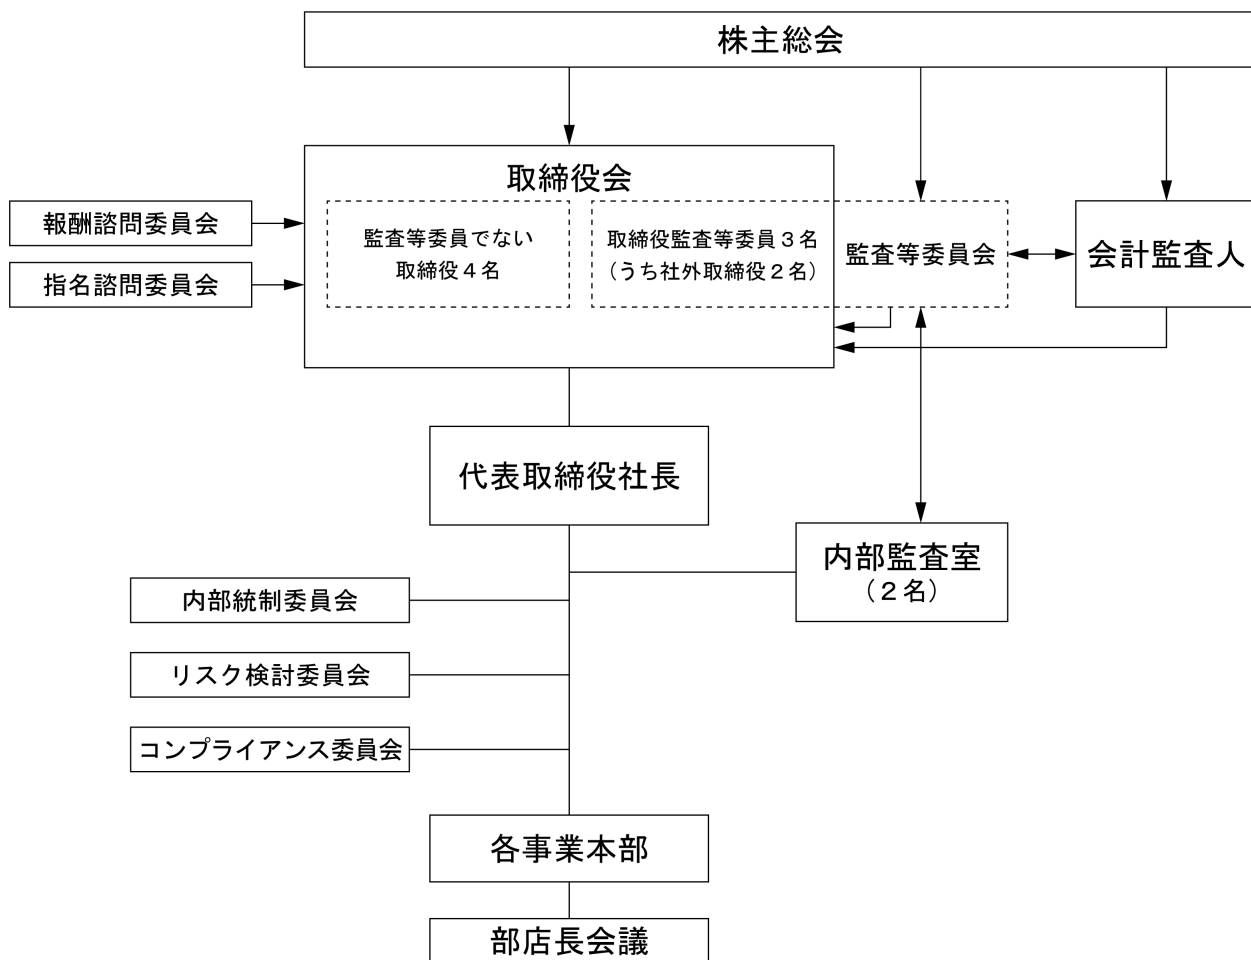 株主総会
取締役会
報酬諮問委員会
指名諮問委員会
監査等委員でない
取締役４名
取締役監査等委員３名
（うち社外取締役２名）
監査等委員会
会計監査人
代表取締役社長
内部監査室
（２名）
内部統制委員会
リスク検討委員会
コンプライアンス委員会
各事業本部
部店長会議